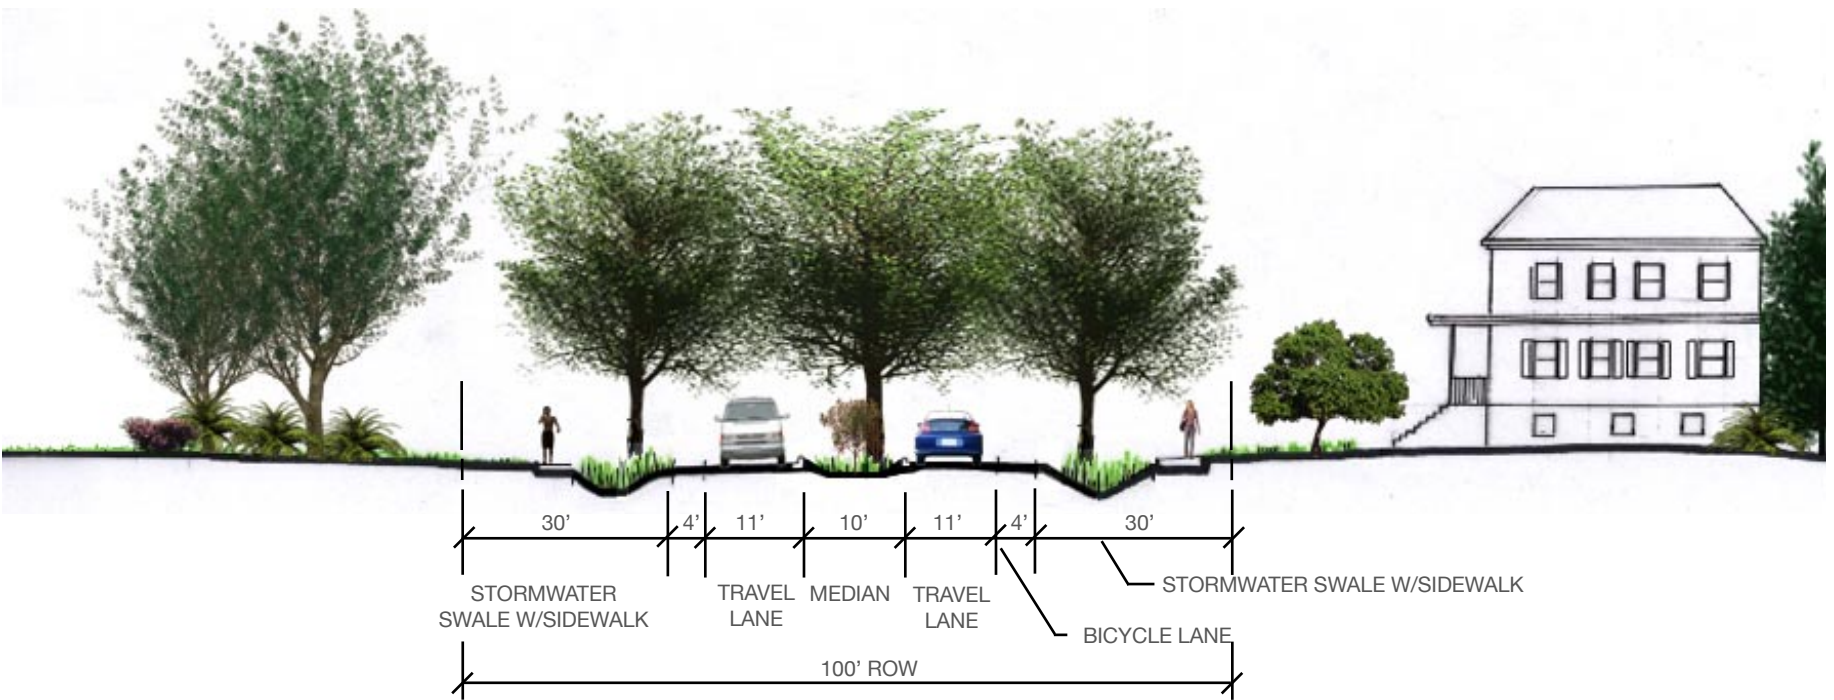 30’ 4’ 11’ 10’ 11’ 4’ 30’
STORMWATER
SWALE W/SIDEWALK
TRAVEL
LANE
MEDIAN
TRAVEL
LANE
STORMWATER SWALE W/SIDEWALK
BICYCLE LANE
100’ ROW